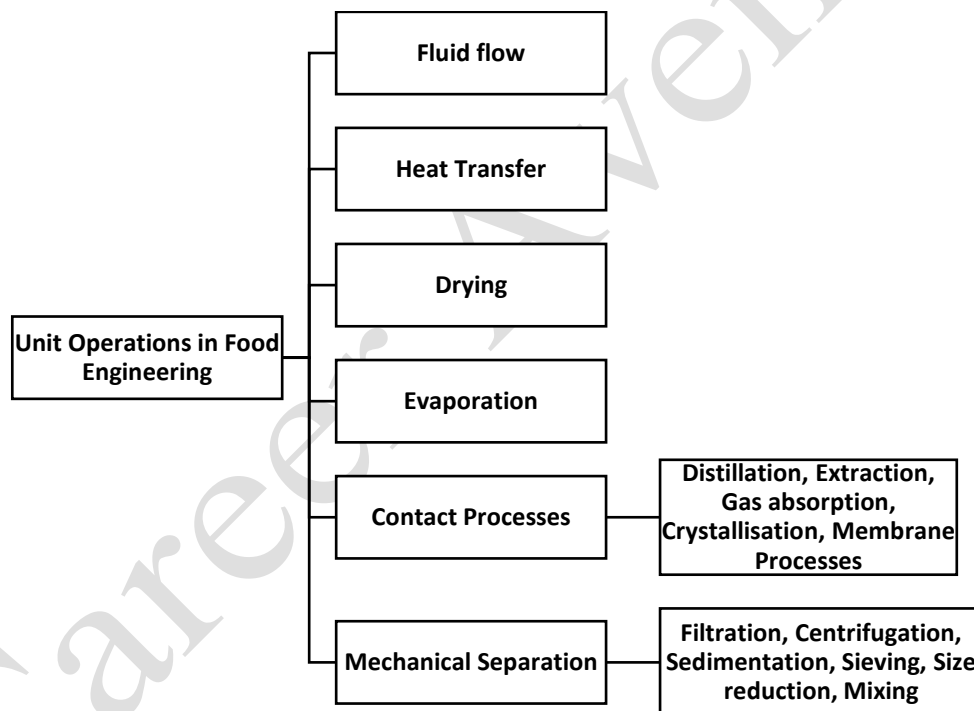 Fluid flow
Heat Transfer
Drying
Unit Operations in Food
Engineering
Evaporation
Contact Processes
Distillation, Extraction,
Gas absorption,
Crystallisation, Membrane
Processes
Mechanical Separation
Filtration, Centrifugation,
Sedimentation, Sieving, Size
reduction, Mixing